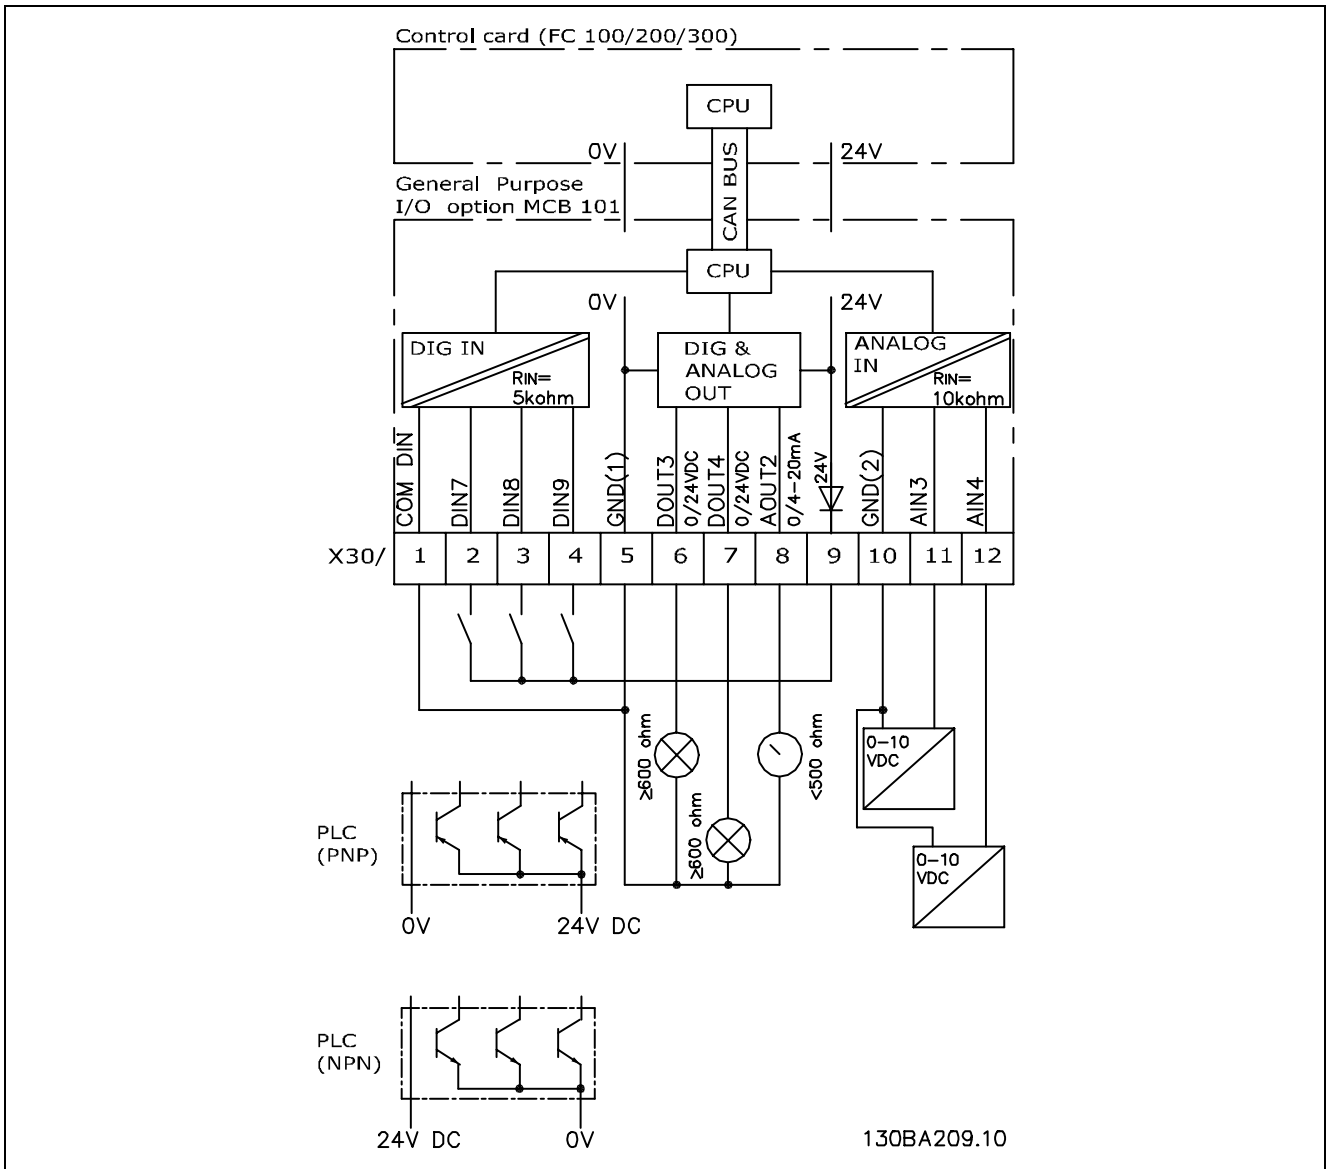 Control card (FC 100/200/300)
CPU
0V
24V
CAN BUS
General Purpose
I/O option MCB 101
CPU
0V
24V
DIG IN
RIN=
5kohm
DIG &
ANALOG
OUT
ANALOG
IN
RIN=
10kohm
COM DIN
DIN7
DIN8
DIN9
GND(1)
DOUT3
0/24VDC
DOUT4
0/24VDC
AOUT2
0/4-20mA
24V
GND(2)
AIN3
AIN4
X30/
1
2
3
4
5
6
7
8
9
10
11
12
≥600 ohm
≥600 ohm
<500 ohm
0-10
VDC
0-10
VDC
PLC
(PNP)
0V
24V DC
PLC
(NPN)
24V DC
0V
130BA209.10